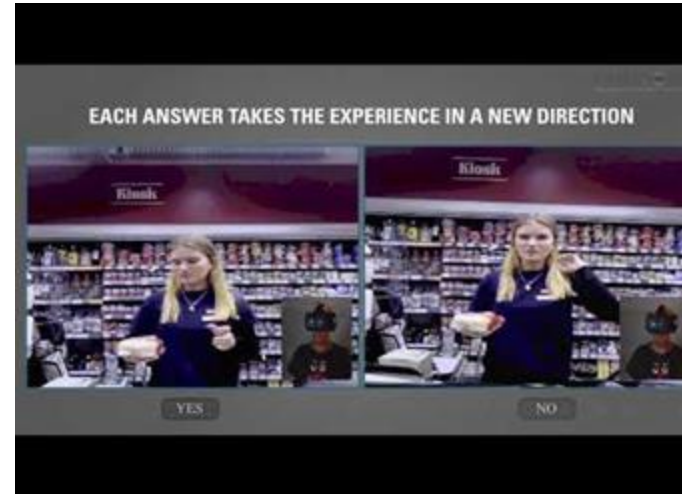 EACH ANSWER TAKES THE EXPERIENCE IN A NEW DIRECTION
Kiosk
Kiosk
YES
NO